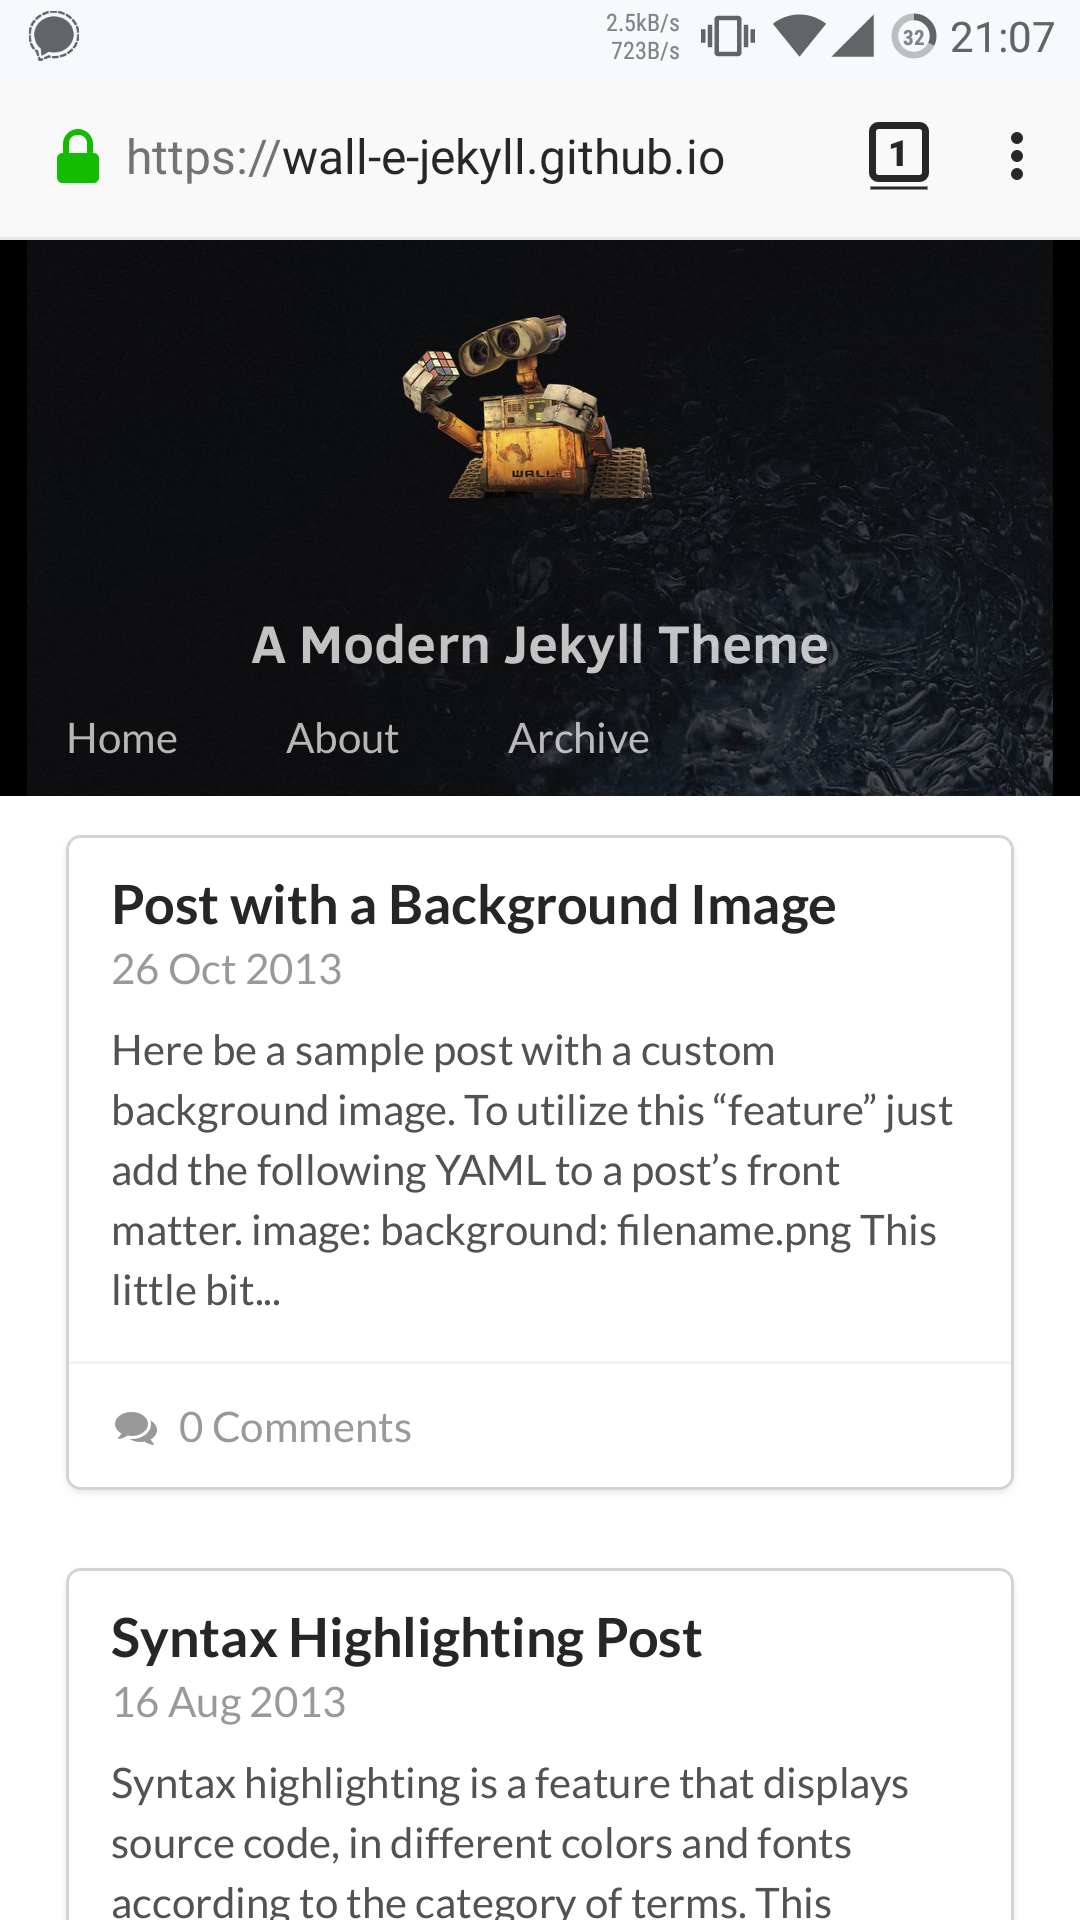 2.5kB/s
723B/s
32
21:07
https://wall-e-jekyll.github.io
1
WALL·E
A Modern Jekyll Theme
Home About Archive
Post with a Background Image
26 Oct 2013
Here be a sample post with a custom
background image. To utilize this “feature” just
add the following YAML to a post’s front
matter. image: background: filename.png This
little bit...
0 Comments
Syntax Highlighting Post
16 Aug 2013
Syntax highlighting is a feature that displays
source code, in different colors and fonts
according to the category of terms. This